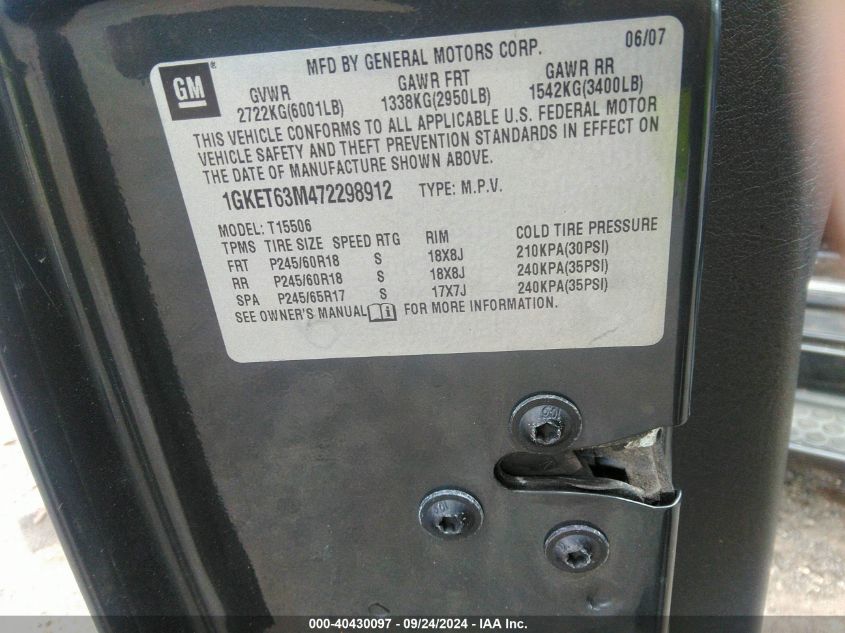 GM
MFD BY GENERAL MOTORS CORP. 06/07
GVWR GAWR FRT GAWR RR
2722KG(6001LB) 1338KG(2950LB) 1542KG(3400LB)
THIS VEHICLE CONFORMS TO ALL APPLICABLE U.S. FEDERAL MOTOR
VEHICLE SAFETY AND THEFT PREVENTION STANDARDS IN EFFECT ON
THE DATE OF MANUFACTURE SHOWN ABOVE.
1GKET63M472298912 TYPE: M.P.V.
MODEL: T15506
TPMS TIRE SIZE SPEED RTG RIM COLD TIRE PRESSURE
FRT P245/60R18 S 18X8J 210KPA(30PSI)
RR P245/60R18 S 18X8J 240KPA(35PSI)
SPA P245/65R17 S 17X7J 240KPA(35PSI)
SEE OWNER'S MANUAL FOR MORE INFORMATION.
000-40430097 - 09/24/2024 - IAA Inc.